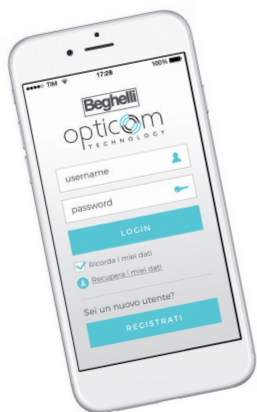 TIM 17:28 100%
Beghelli
opticom
TECHNOLOGY
username
password
LOGIN
Ricorda i miei dati
Recupera i miei dati
Sei un nuovo utente?
REGISTRATI